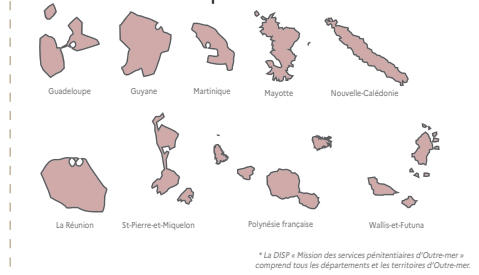 Guadeloupe
Guyane
Martinique
Mayotte
Nouvelle-Calédonie
La Réunion
St-Pierre-et-Miquelon
Polynésie française
Wallis-et-Futuna
* La DISP « Mission des services pénitentiaires d'Outre-mer »
comprend tous les départements et les territoires d'Outre-mer.